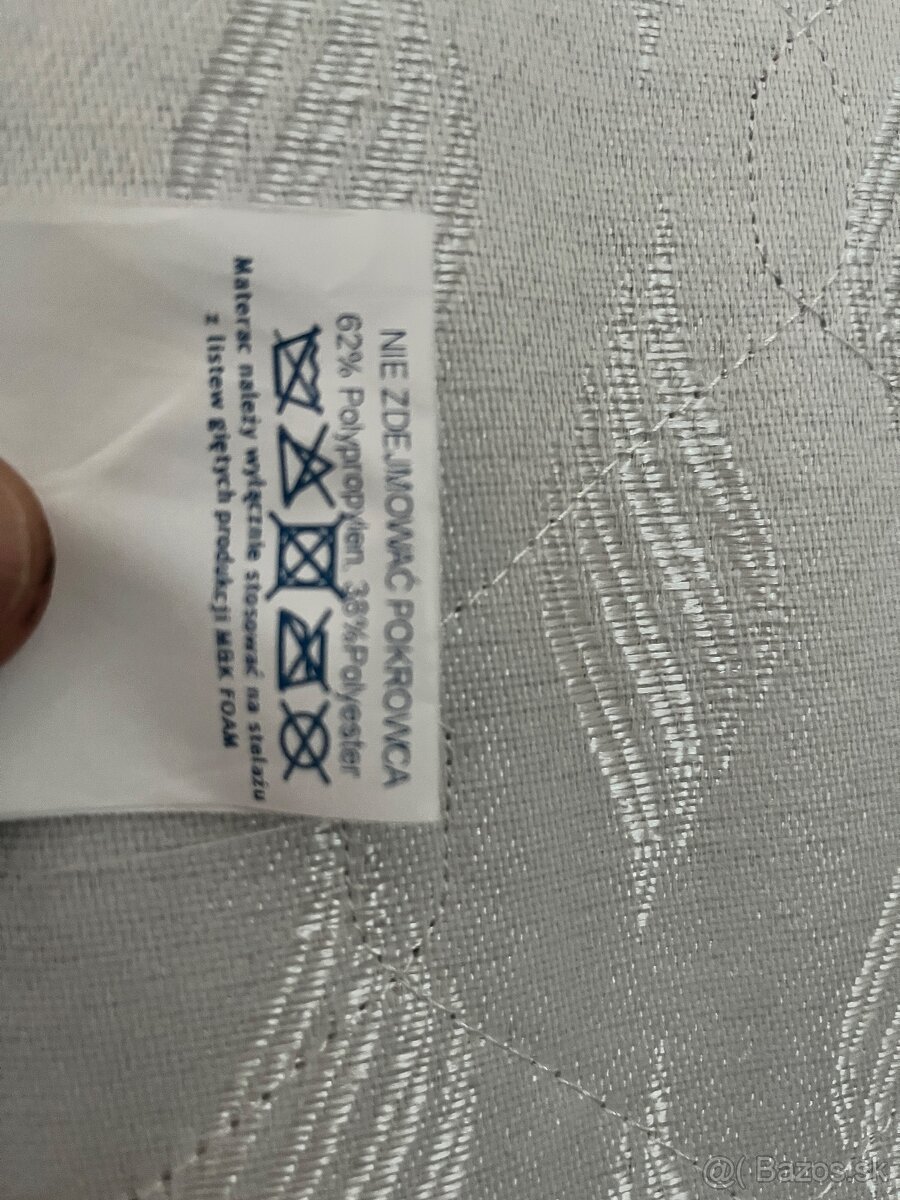 NIE ZDEJMOWAĆ POKROWCA
62% Polypropylen. 38%Polyester
Materac należy wyłącznie stosować na stelażu
z listew giętych produkcji M&K FOAM
@( Bazos.sk